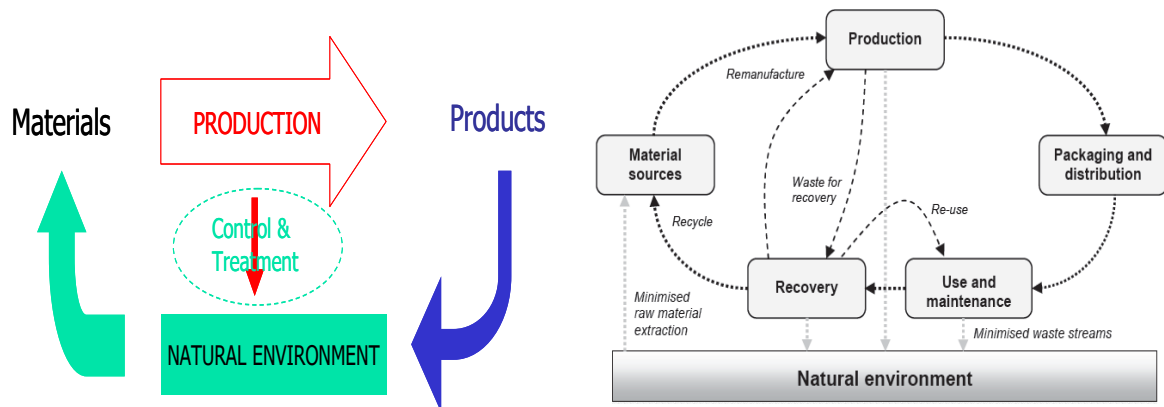 Materials
PRODUCTION
Products
Control &
Treatment
NATURAL ENVIRONMENT
Production
Remanufacture
Material
sources
Packaging and
distribution
Waste for
recovery
Re-use
Recycle
Recovery
Use and
maintenance
Minimised
raw material
extraction
Minimised waste streams
Natural environment